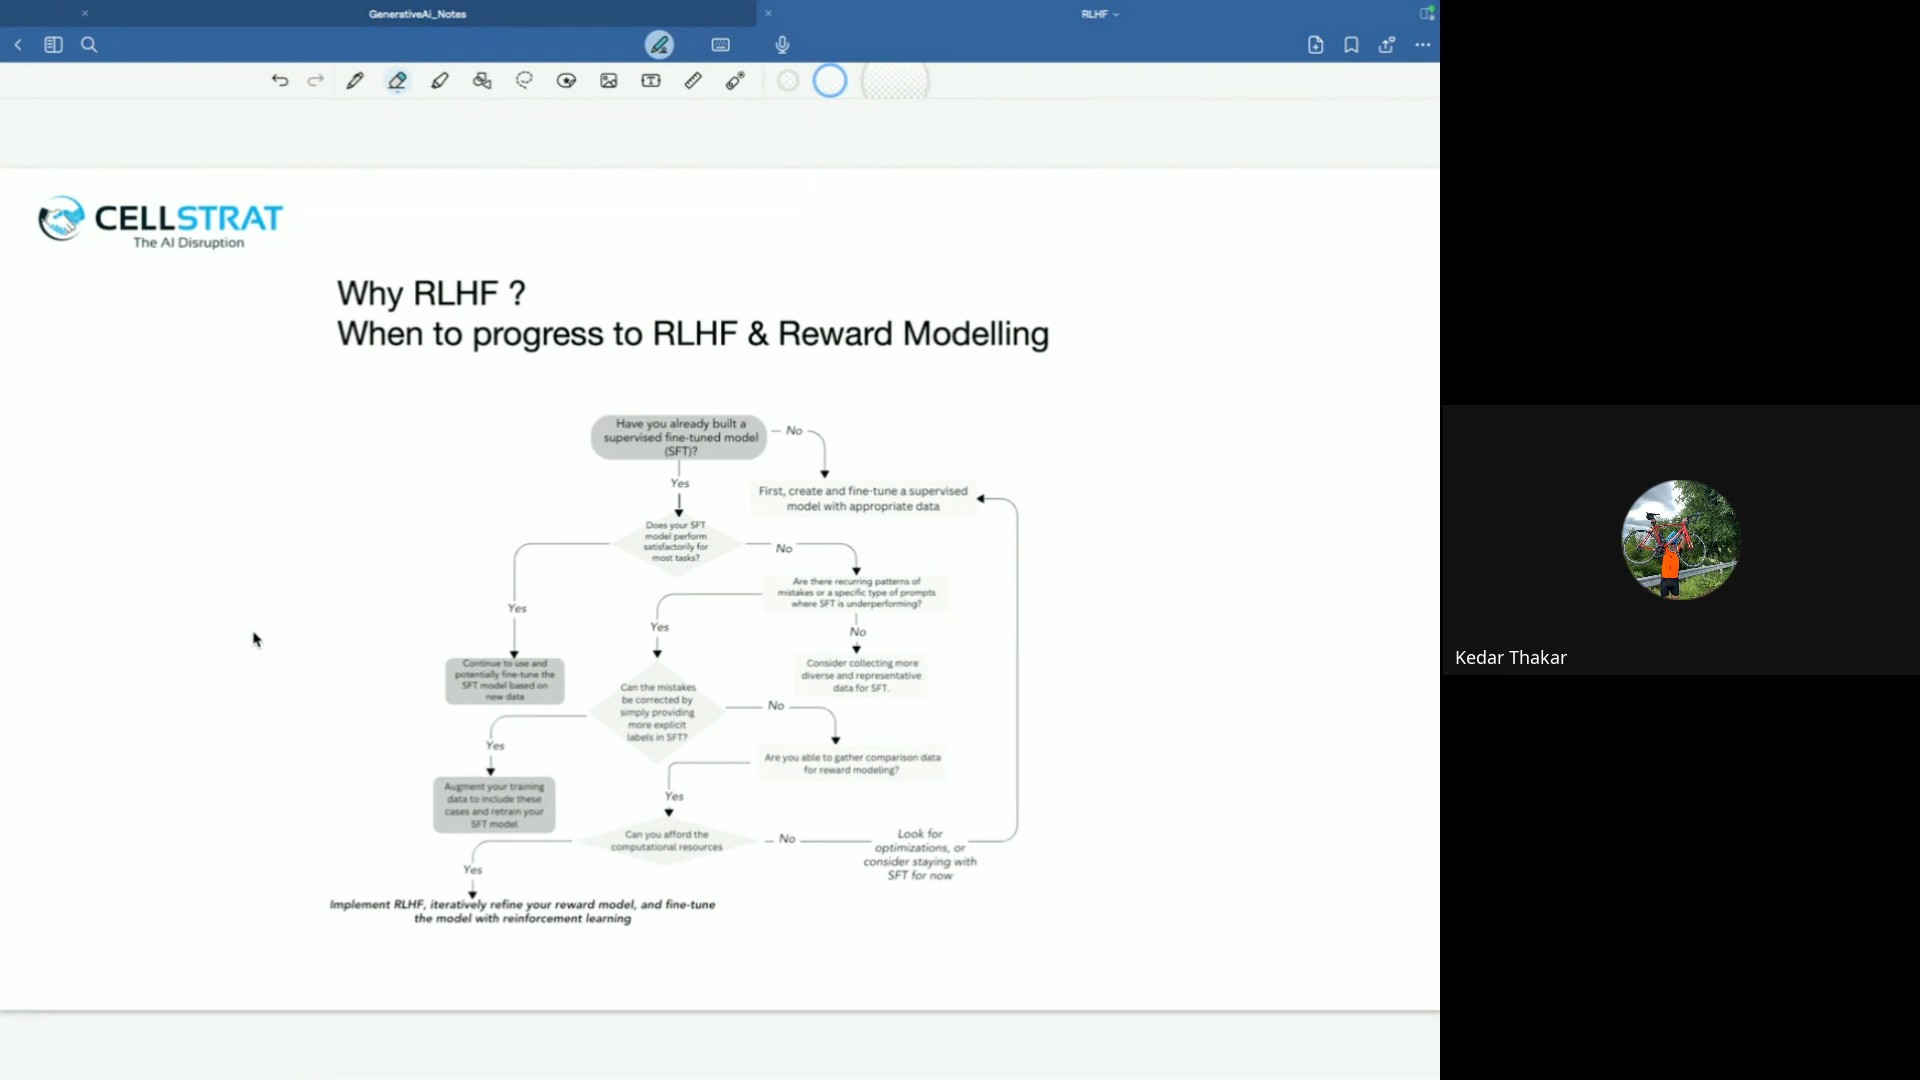 GenerativeAi_Notes
RLHF
CELLSTRAT
The AI Disruption
Why RLHF ?
When to progress to RLHF & Reward Modelling
Have you already built a
supervised fine-tuned model
(SFT)?
No
Yes
First, create and fine-tune a supervised
model with appropriate data
Does your SFT
model perform
satisfactorily for
most tasks?
No
Yes
Are there recurring patterns of
mistakes or a specific type of prompts
where SFT is underperforming?
Yes
No
Continue to use and
potentially fine-tune the
SFT model based on
new data
Consider collecting more
diverse and representative
data for SFT.
Can the mistakes
be corrected by
simply providing
more explicit
labels in SFT?
No
Yes
Are you able to gather comparison data
for reward modeling?
Yes
Augment your training
data to include these
cases and retrain your
SFT model
Can you afford the
computational resources
No
Look for
optimizations, or
consider staying with
SFT for now
Yes
Implement RLHF, iteratively refine your reward model, and fine-tune
the model with reinforcement learning
Kedar Thakar